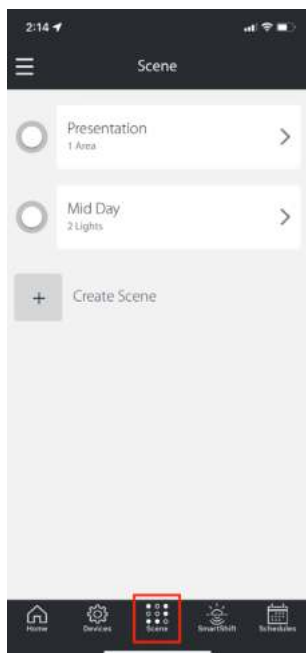 2:14
Scene
Presentation
1 Area
Mid Day
2 Lights
+ Create Scene
Home Devices Scene SmartShift Schedules